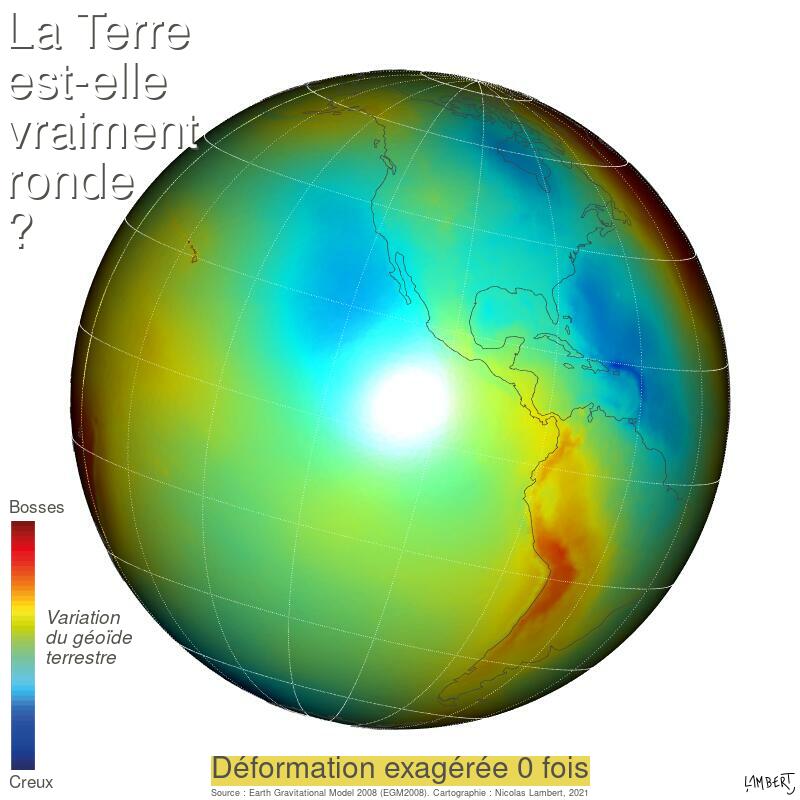 La Terre
est-elle
vraiment
ronde
?
Bosses
Variation
du géoïde
terrestre
Creux
Déformation exagérée 0 fois
Source : Earth Gravitational Model 2008 (EGM2008). Cartographie : Nicolas Lambert, 2021
LAMBERT